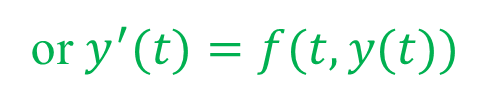 or y′(t) = f(t, y(t))